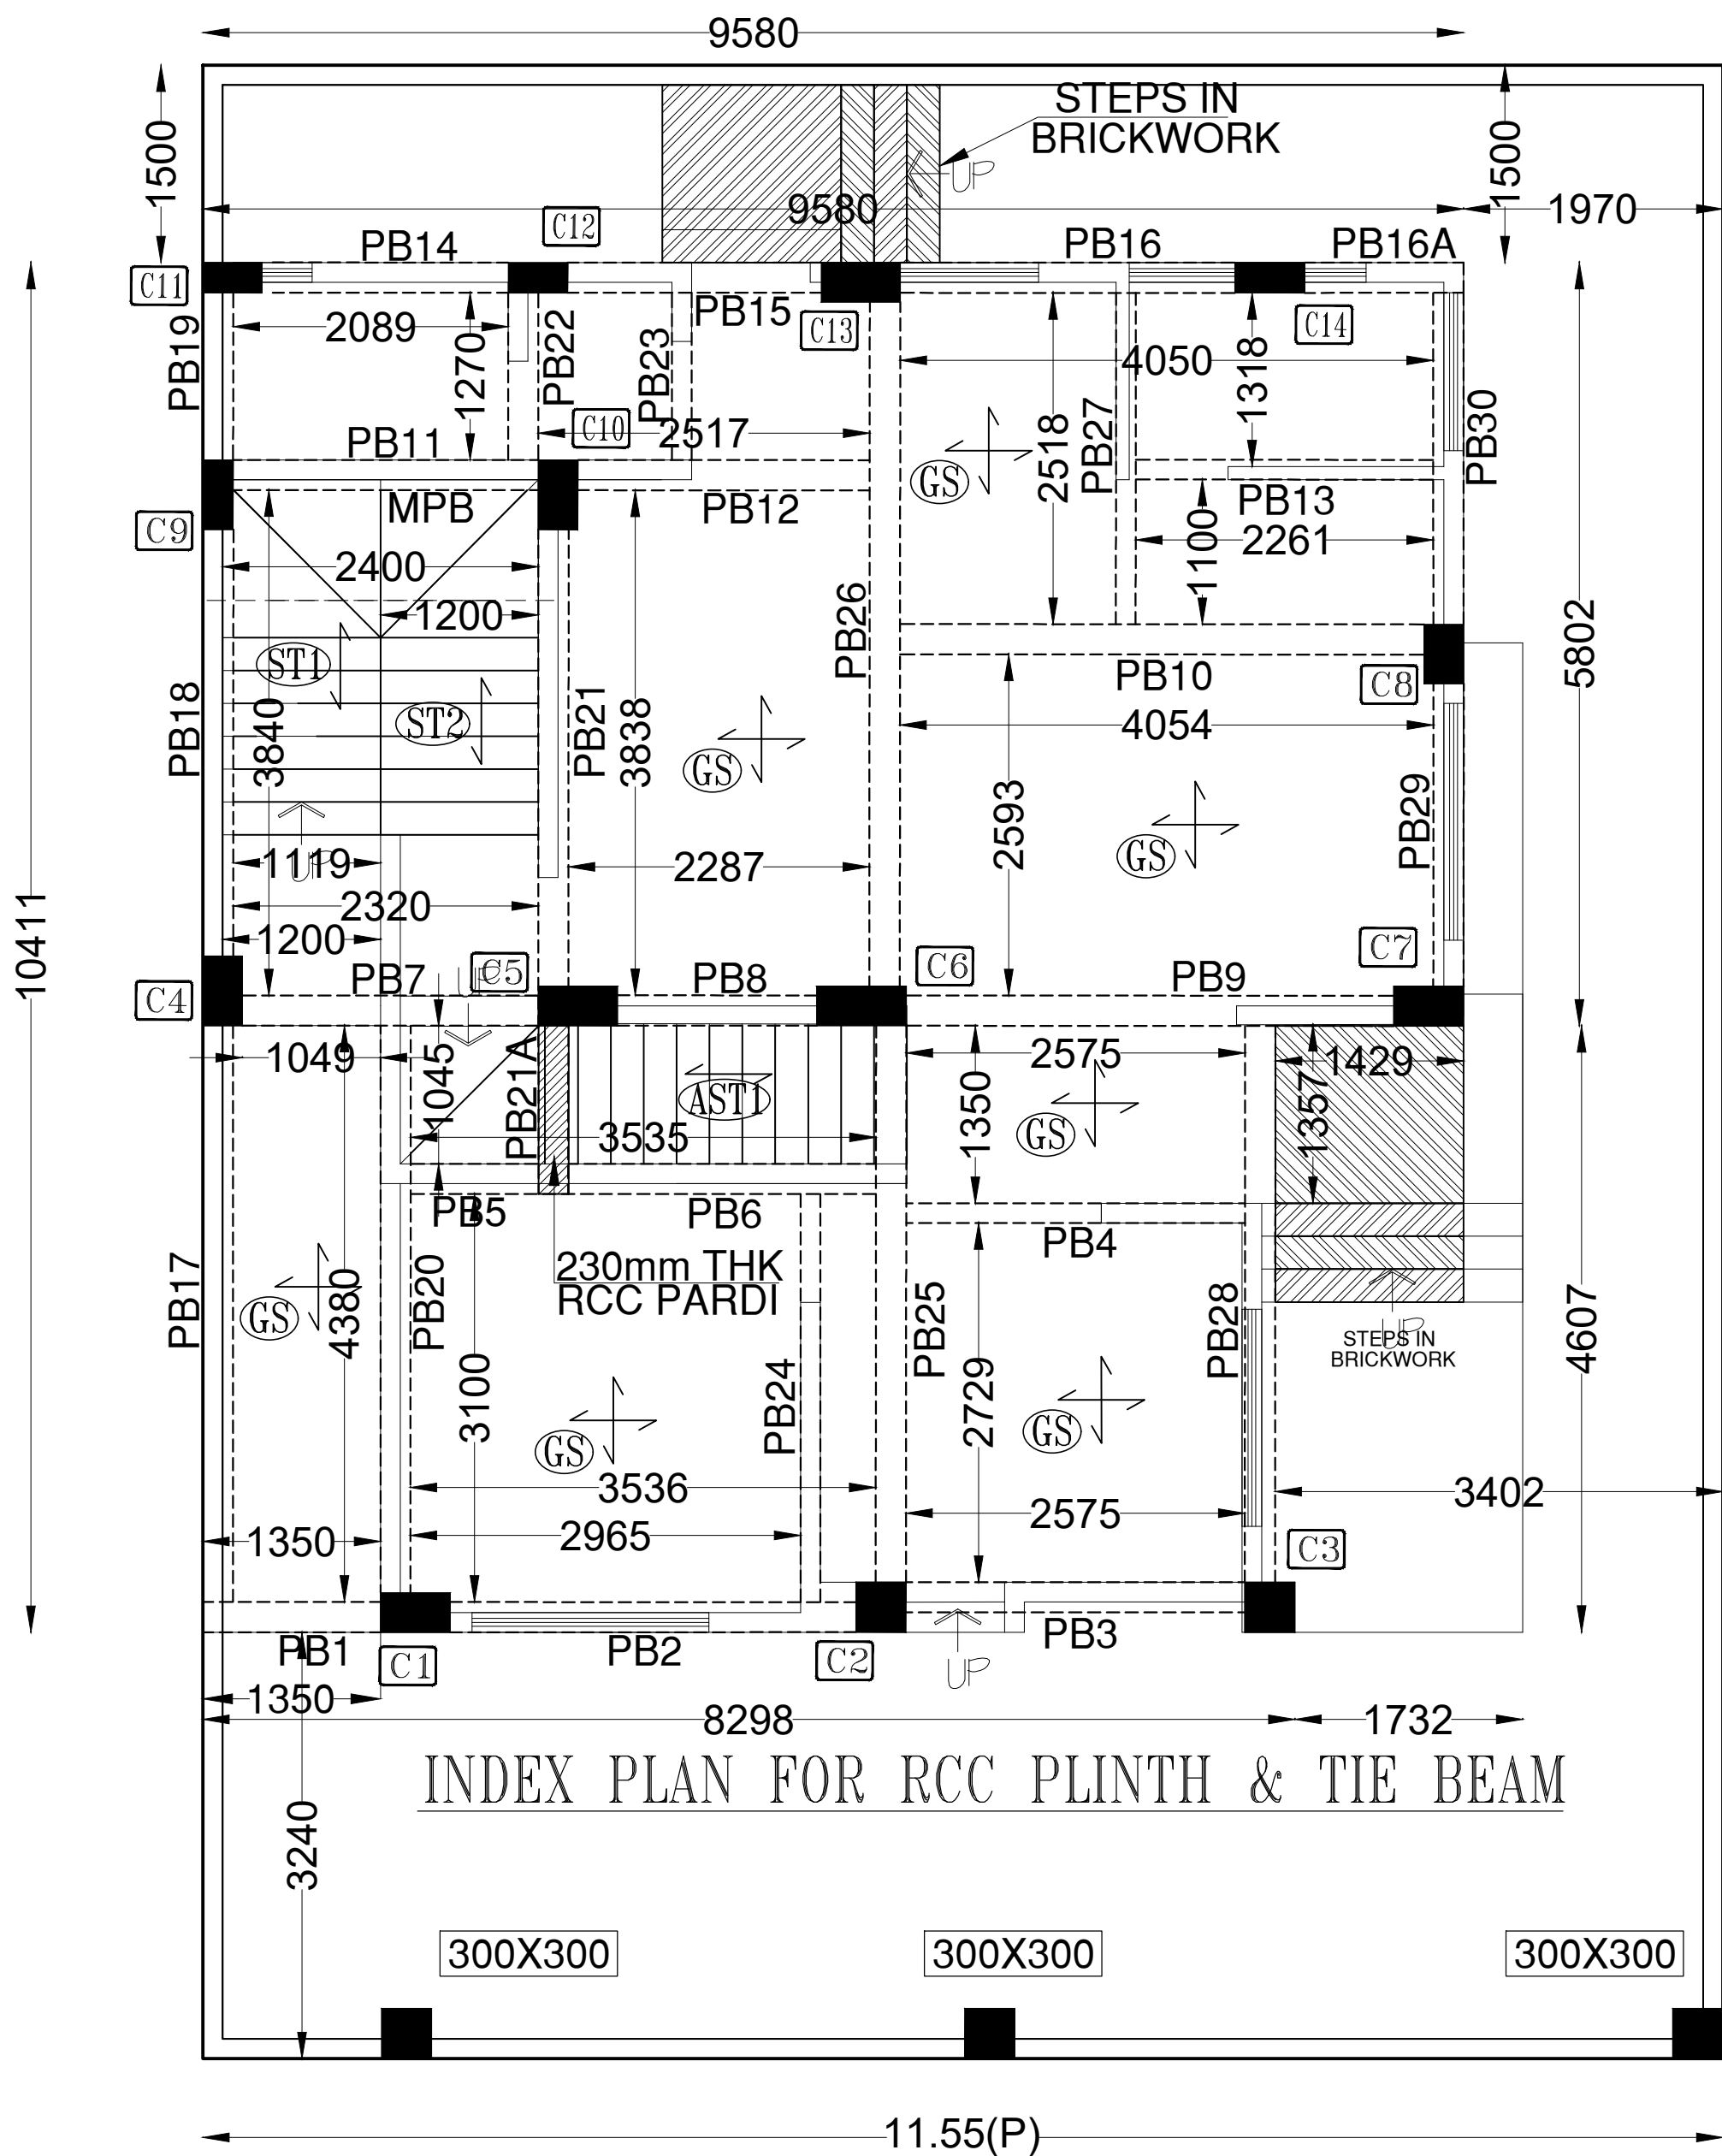 9580
STEPS IN
BRICKWORK
1500
1500
UP
9580
1970
C12
PB14
PB16
PB16A
C11
PB15
C13
C14
2089
PB19
1270
PB22
PB23
4050
1318
PB30
C10
2517
PB11
2518
PB27
GS
MPB
PB12
PB13
C9
2261
1100
2400
1200
PB26
5802
ST1
ST2
PB10
C8
PB18
3840
PB21
3838
4054
GS
2593
PB29
GS
1119
UP
2287
2320
10411
1200
C5
C6
C7
PB7
UP
PB8
PB9
C4
1049
1045
PB21A
AST1
2575
1429
3535
1350
GS
1357
PB5
PB6
PB4
230mm THK
RCC PARDI
PB17
GS
4380
PB20
PB25
PB28
UP
STEPS IN
BRICKWORK
4607
3100
PB24
2729
GS
GS
3536
3402
2965
2575
1350
C3
PB1
C1
PB2
C2
PB3
UP
1350
8298
1732
INDEX PLAN FOR RCC PLINTH & TIE BEAM
3240
300X300
300X300
300X300
11.55(P)